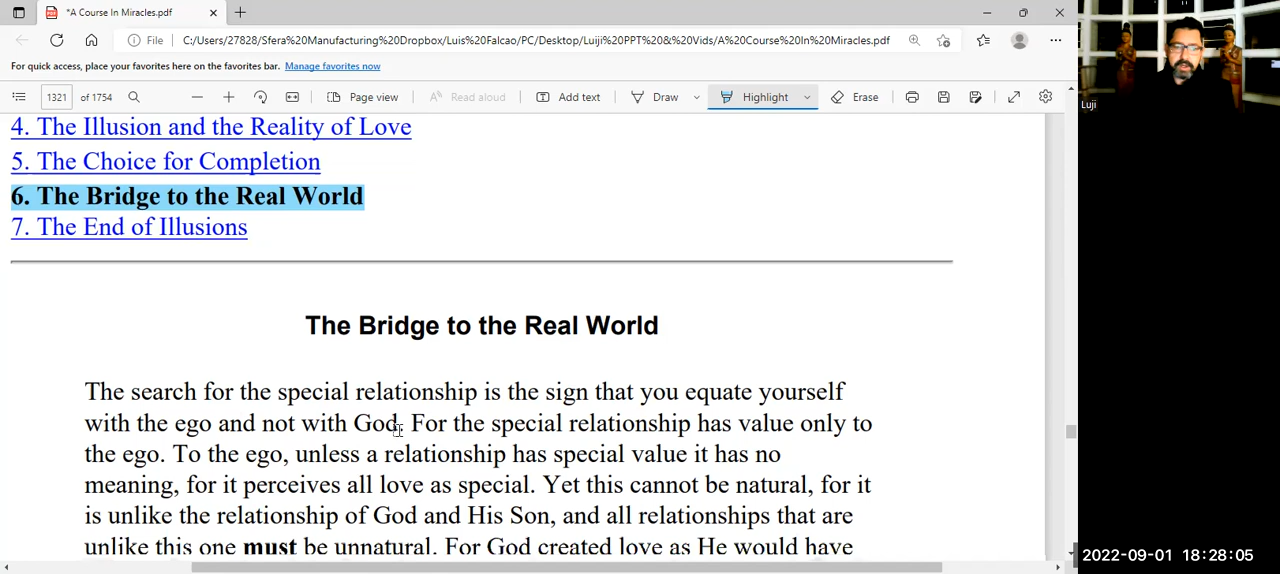 *A Course In Miracles.pdf
File C:/Users/27828/Sfera%20Manufacturing%20Dropbox/Luis%20Falcao/PC/Desktop/Luiji%20PPT%20&%20Vids/A%20Course%20In%20Miracles.pdf
For quick access, place your favorites here on the favorites bar. Manage favorites now
1321 of 1754 Page view Read aloud Add text Draw Highlight Erase
Luji
4. The Illusion and the Reality of Love
5. The Choice for Completion
6. The Bridge to the Real World
7. The End of Illusions
The Bridge to the Real World
The search for the special relationship is the sign that you equate yourself
with the ego and not with God. For the special relationship has value only to
the ego. To the ego, unless a relationship has special value it has no
meaning, for it perceives all love as special. Yet this cannot be natural, for it
is unlike the relationship of God and His Son, and all relationships that are
unlike this one must be unnatural. For God created love as He would have
2022-09-01 18:28:05